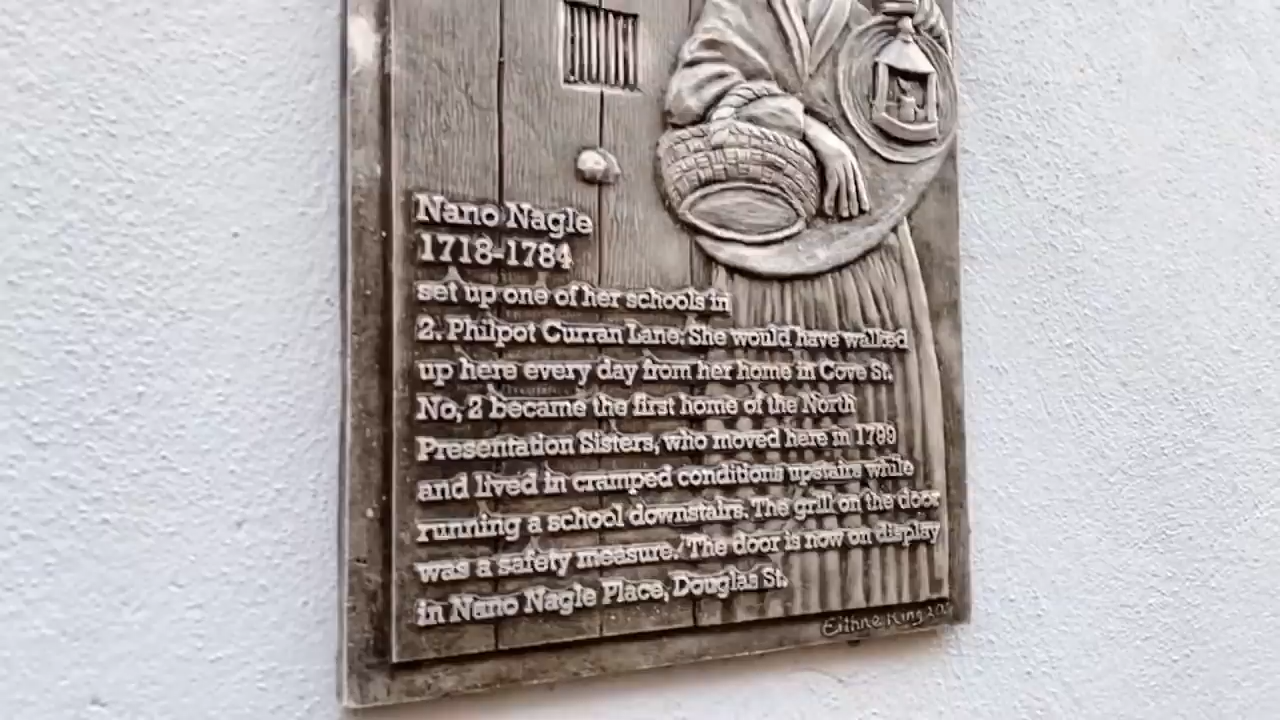 Nano Nagle
1718-1784
set up one of her schools in
2. Philpot Curran Lane. She would have walked
up here every day from her home in Cove St.
No, 2 became the first home of the North
Presentation Sisters, who moved here in 1799
and lived in cramped conditions upstairs while
running a school downstairs. The grill on the door
was a safety measure. The door is now on display
in Nano Nagle Place, Douglas St.
Eithne King